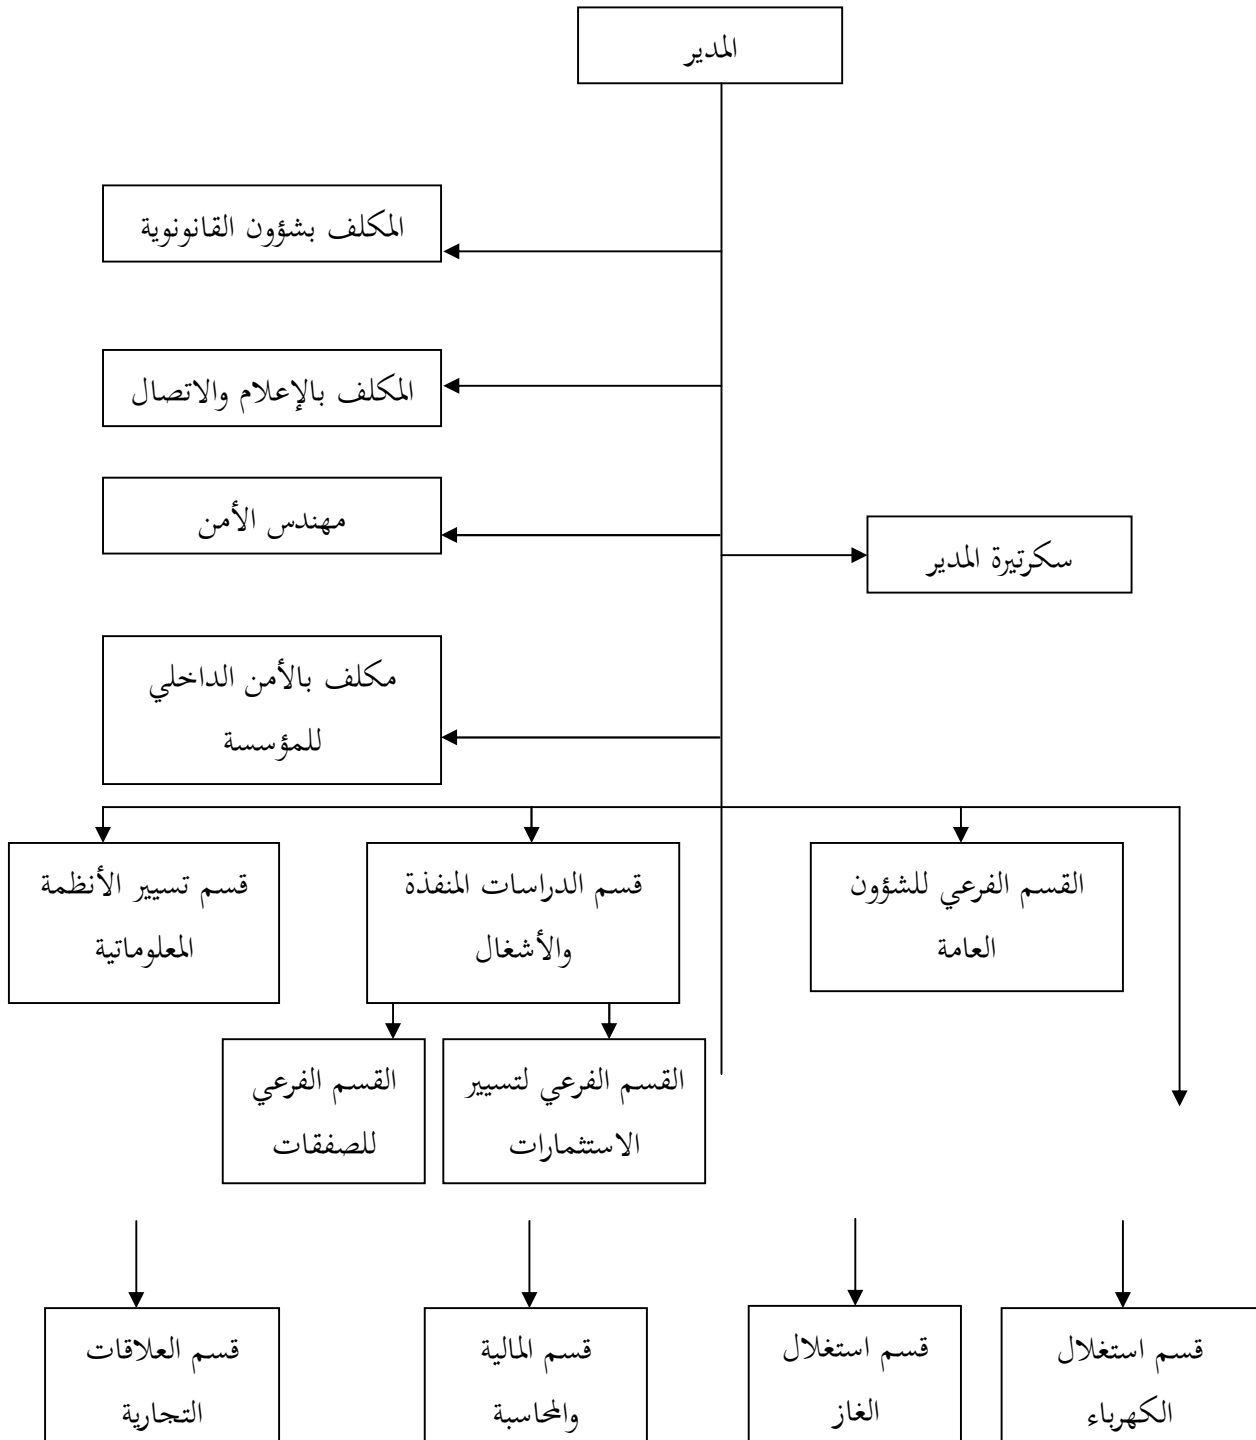 المدير
المكلف بشؤون القانونوية
المكلف بالإعلام والاتصال
مهندس الأمن
سكرتيرة المدير
مكلف بالأمن الداخلي
للمؤسسة
القسم الفرعي للشؤون
العامة
قسم الدراسات المنفذة
والأشغال
قسم تسيير الأنظمة
المعلوماتية
القسم الفرعي لتسيير
الاستثمارات
القسم الفرعي
للصفقات
قسم استغلال
الكهرباء
قسم استغلال
الغاز
قسم المالية
والمحاسبة
قسم العلاقات
التجارية